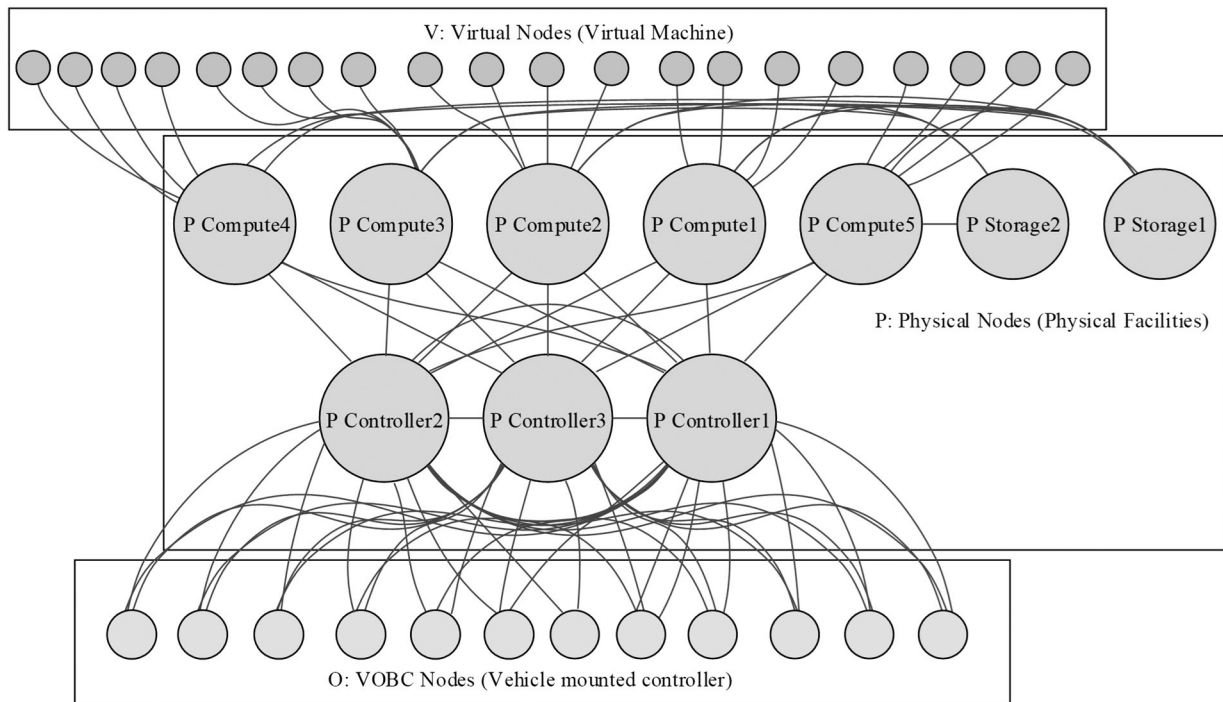 V: Virtual Nodes (Virtual Machine)
P Compute4
P Compute3
P Compute2
P Compute1
P Compute5
P Storage2
P Storage1
P: Physical Nodes (Physical Facilities)
P Controller2
P Controller3
P Controller1
O: VOBC Nodes (Vehicle mounted controller)